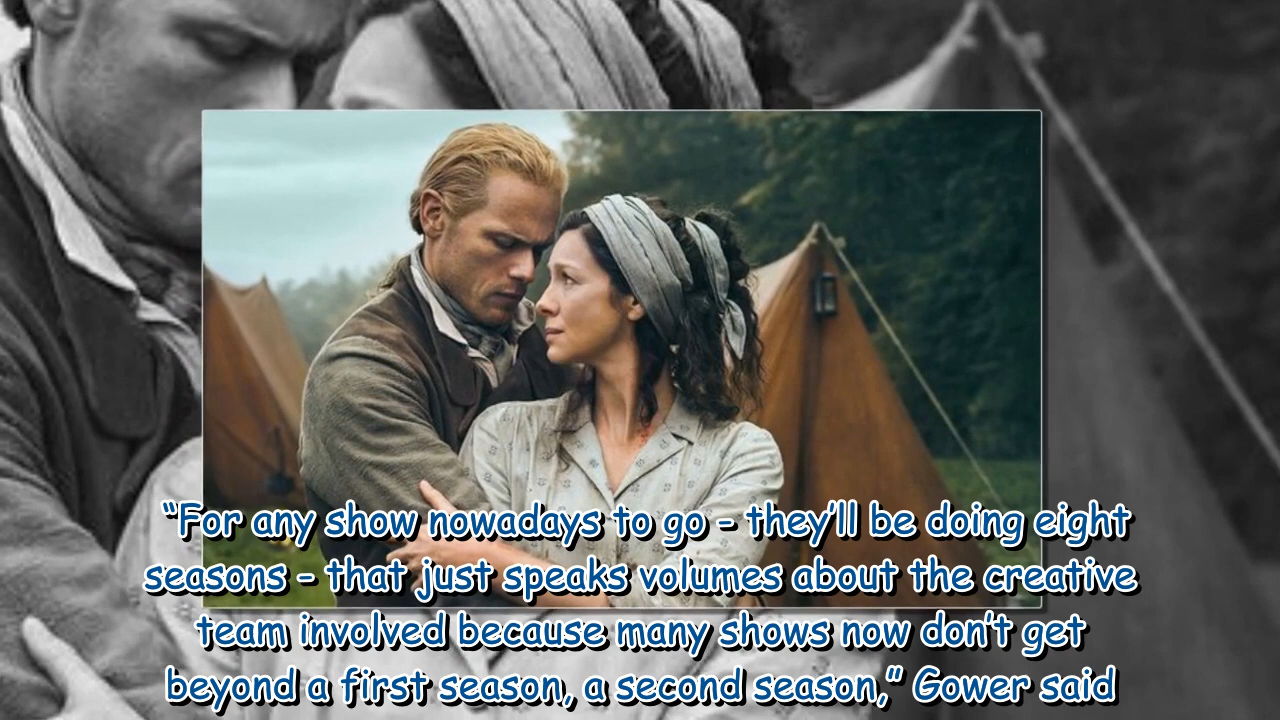 “For any show nowadays to go – they’ll be doing eight
seasons – that just speaks volumes about the creative
team involved because many shows now don’t get
beyond a first season, a second season,” Gower said